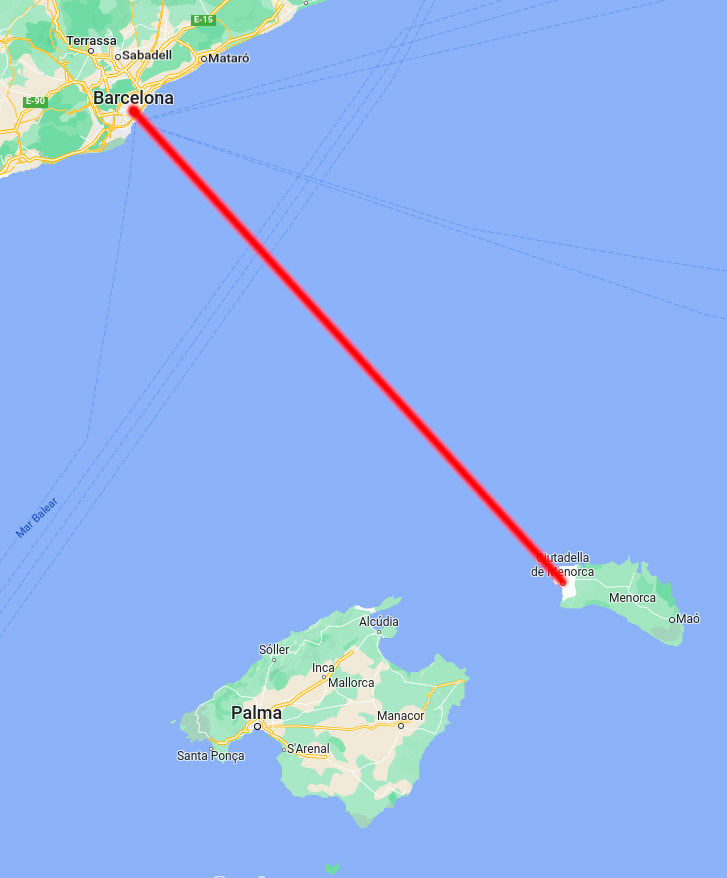 E-15
Terrassa
Sabadell
Mataró
E-90
Barcelona
Mar Balear
Ciutadella
de Menorca
Menorca
Maó
Alcúdia
Sóller
Inca
Mallorca
Palma
Manacor
S'Arenal
Santa Ponça